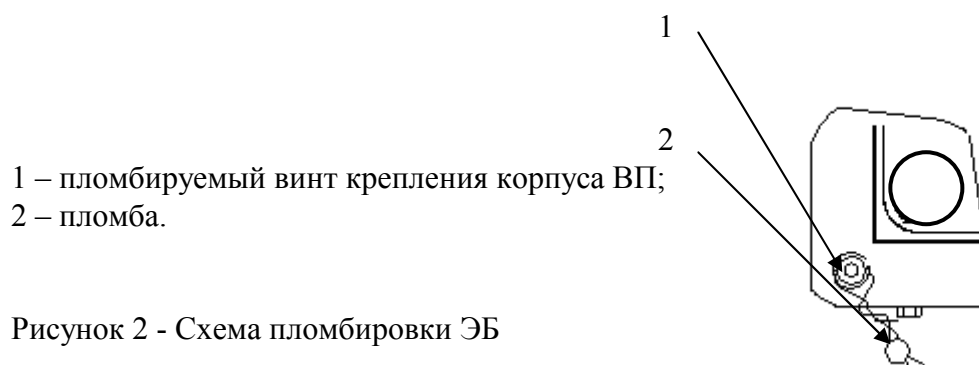 1
2
1 – пломбируемый винт крепления корпуса ВП;
2 – пломба.
Рисунок 2 - Схема пломбировки ЭБ